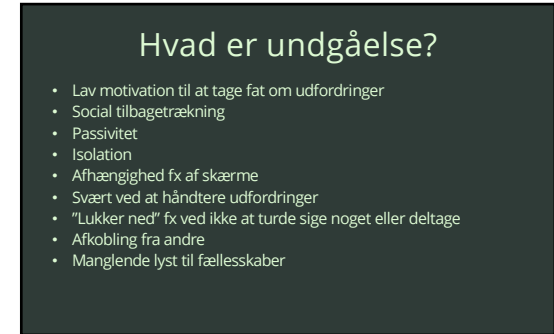 Hvad er undgåelse?
• Lav motivation til at tage fat om udfordringer
• Social tilbagetrækning
• Passivitet
• Isolation
• Afhængighed fx af skærme
• Svært ved at håndtere udfordringer
• ”Lukker ned” fx ved ikke at turde sige noget eller deltage
• Afkobling fra andre
• Manglende lyst til fællesskaber